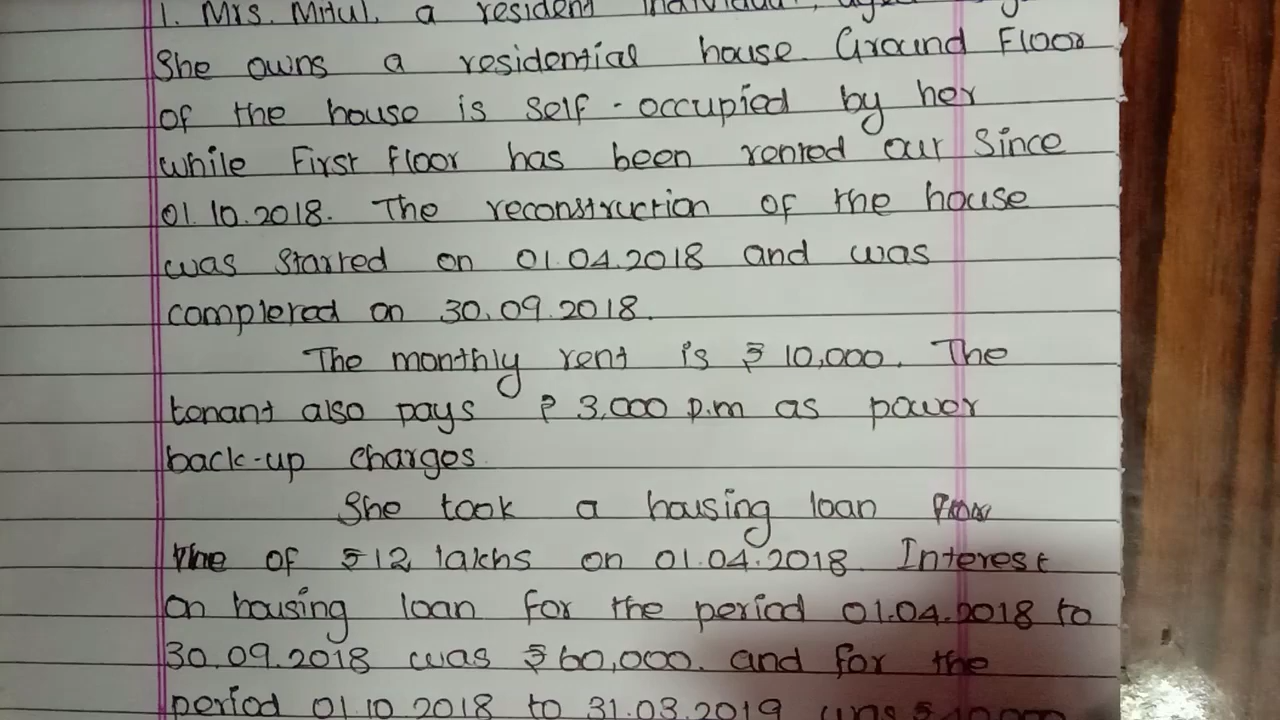 1. Mrs. Mitul, a resident individual, aged
She owns a residential house. Ground Floor
of the house is self-occupied by her
while First floor has been rented out since
01.10.2018. The reconstruction of the house
was started on 01.04.2018 and was
completed on 30.09.2018.
The monthly rent is ₹ 10,000. The
tenant also pays ₹ 3,000 p.m as power
back-up charges.
She took a housing loan
of ₹ 12 lakhs on 01.04.2018. Interest
on housing loan for the period 01.04.2018 to
30.09.2018 was ₹ 60,000. and for the
period 01.10.2018 to 31.03.2019 was